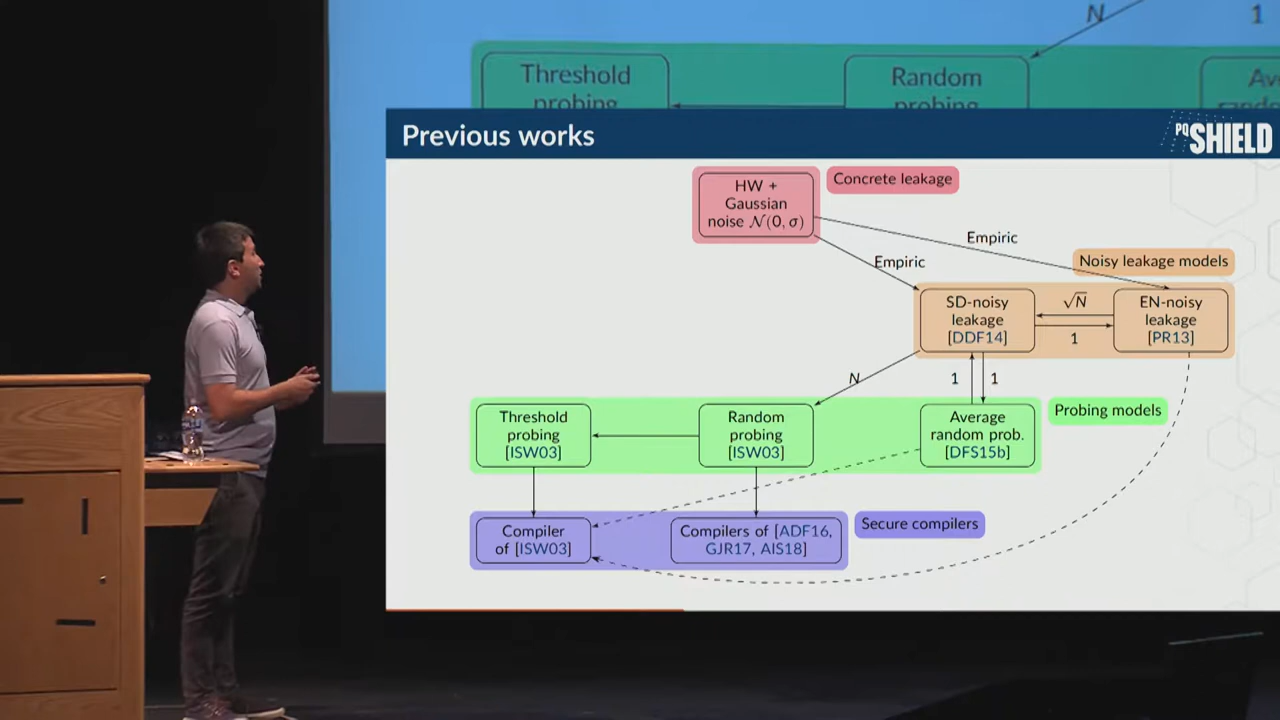 N
1
Threshold
probing
Random
probing
Previous works
PQSHIELD
HW +
Gaussian
noise 𝒩(0, σ)
Concrete leakage
Empiric
Empiric
Noisy leakage models
SD-noisy
leakage
[DDF14]
√N
1
EN-noisy
leakage
[PR13]
N
1
1
Threshold
probing
[ISW03]
Random
probing
[ISW03]
Average
random prob.
[DFS15b]
Probing models
Compiler
of [ISW03]
Compilers of [ADF16,
GJR17, AIS18]
Secure compilers